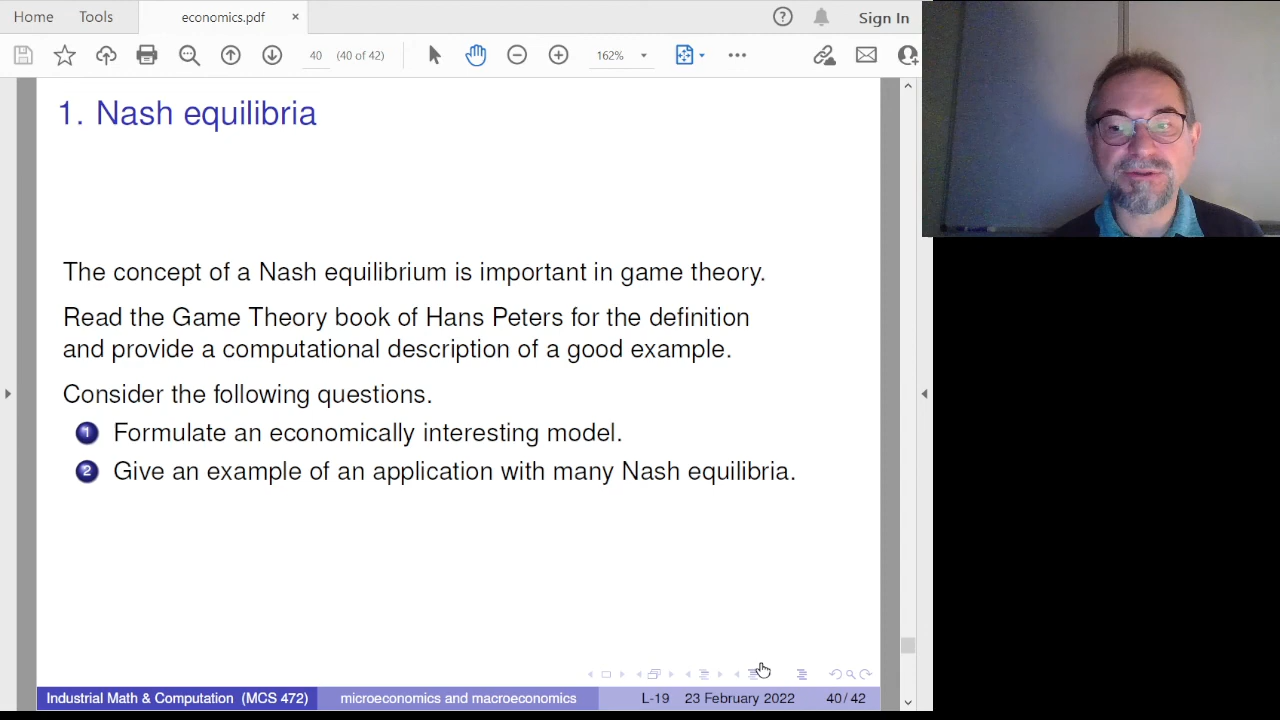 Home Tools economics.pdf × ? Sign In
40 (40 of 42) 162%
1. Nash equilibria
The concept of a Nash equilibrium is important in game theory.
Read the Game Theory book of Hans Peters for the definition
and provide a computational description of a good example.
Consider the following questions.
1 Formulate an economically interesting model.
2 Give an example of an application with many Nash equilibria.
Industrial Math & Computation (MCS 472) microeconomics and macroeconomics L-19 23 February 2022 40 / 42